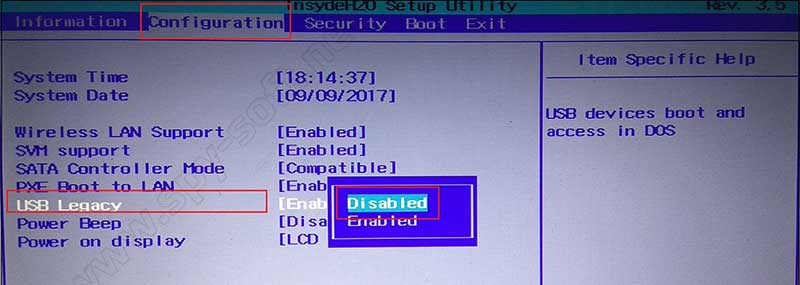 InsydeH2O Setup Utility Rev. 3.5
Information Configuration Security Boot Exit
Item Specific Help
System Time [18:14:37]
System Date [09/09/2017]
USB devices boot and
access in DOS
Wireless LAN Support [Enabled]
SVM support [Enabled]
SATA Controller Mode [Compatible]
PXE Boot to LAN [Enab
USB Legacy [Enab
Disabled
Enabled
Power Beep [Disa
Power on display [LCD